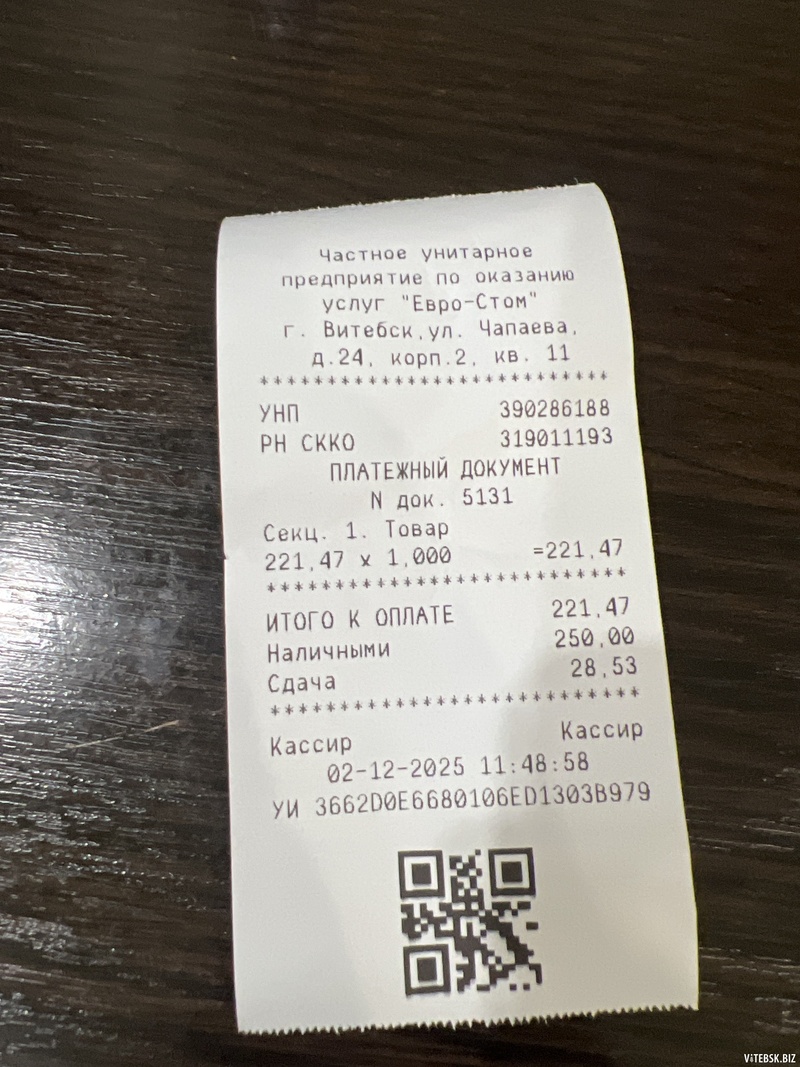 Частное унитарное
предприятие по оказанию
услуг "Евро-Стом"
г. Витебск,ул. Чапаева,
д.24, корп.2, кв. 11
***************************
УНП 390286188
РН СККО 319011193
ПЛАТЕЖНЫЙ ДОКУМЕНТ
N док. 5131
Секц. 1. Товар
221,47 x 1,000 =221,47
***************************
ИТОГО К ОПЛАТЕ 221,47
Наличными 250,00
Сдача 28,53
***************************
Кассир Кассир
02-12-2025 11:48:58
УИ 3662D0E6680106ED1303B979
ViTEBSK.BIZ